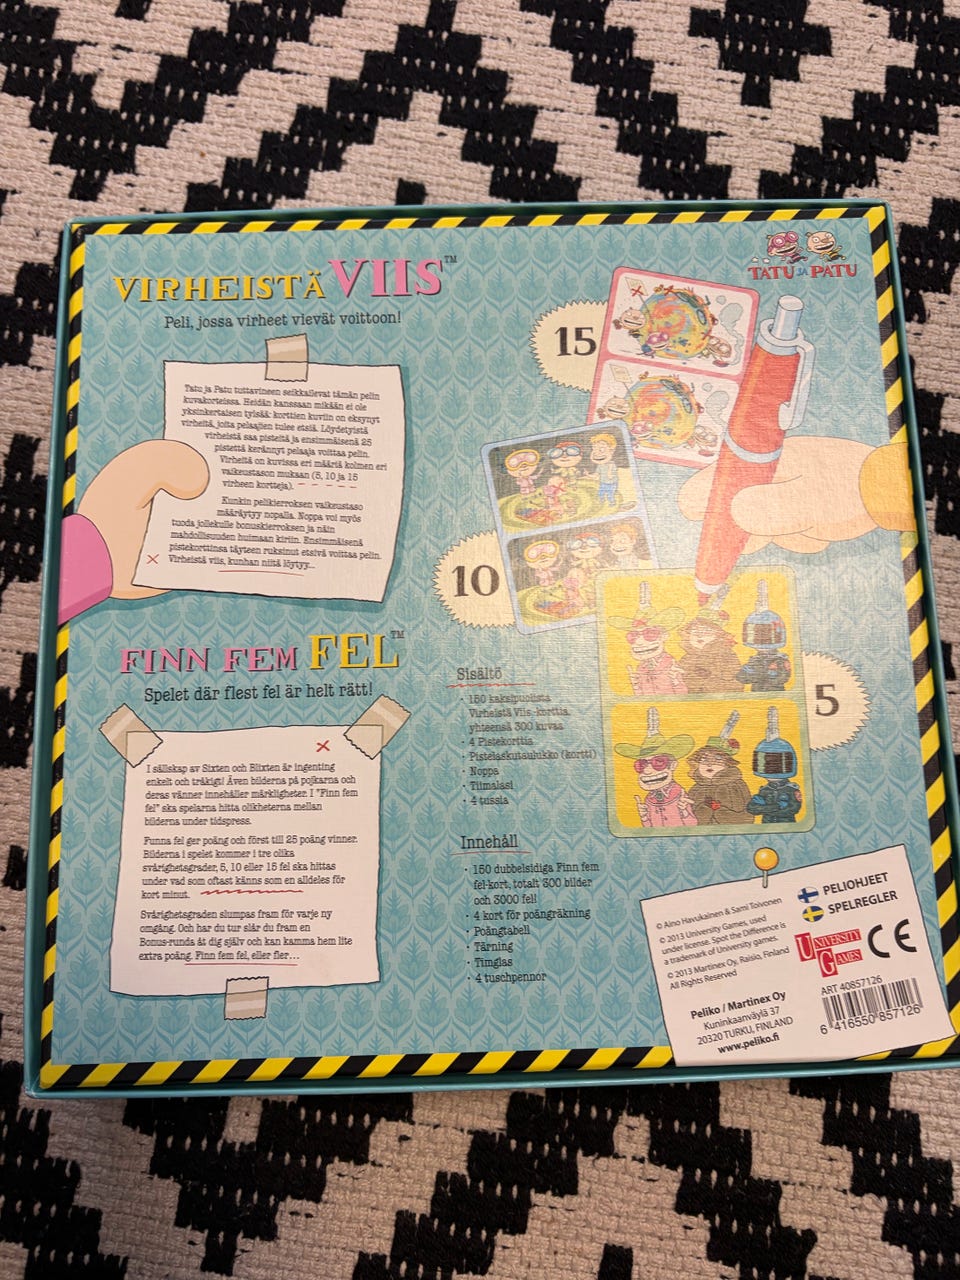 VIRHEISTÄ VIIS™
Peli, jossa virheet vievät voittoon!
TATU JA PATU
Tatu ja Patu tuttavineen seikkailevat tämän pelin
kuvakorteissa. Heidän kanssaan mikään ei ole
yksinkertaisen tylsää: korttien kuviin on eksynyt
virheitä, joita pelaajien tulee etsiä. Löydetyistä
virheistä saa pisteitä ja ensimmäisenä 25
pistettä kerännyt pelaaja voittaa pelin.
Virheitä on kuvissa eri määriä kolmen eri
vaikeustason mukaan (5, 10 ja 15
virheen kortteja).
Kunkin pelikierroksen vaikeustaso
määräytyy nopalla. Noppa voi myös
tuoda jollekulle bonuskierroksen ja näin
mahdollisuuden huimaan kiriin. Ensimmäisenä
pistekorttinsa täyteen ruksinut etsivä voittaa pelin.
Virheistä viis, kunhan niitä löytyy...
15
10
5
FINN FEM FEL™
Spelet där flest fel är helt rätt!
I sällskap av Sixten och Blixten är ingenting
enkelt och tråkigt! Även bilderna på pojkarna och
deras vänner innehåller märkligheter. I "Finn fem
fel" ska spelarna hitta olikheterna mellan
bilderna under tidspress.
Funna fel ger poäng och först till 25 poäng vinner.
Bilderna i spelet kommer i tre olika
svårighetsgrader, 5, 10 eller 15 fel ska hittas
under vad som oftast känns som en alldeles för
kort minut.
Svårighetsgraden slumpas fram för varje ny
omgång. Och har du tur slår du fram en
Bonus-runda åt dig själv och kan kamma hem lite
extra poäng. Finn fem fel, eller fler...
Sisältö
• 150 kaksipuolista
Virheistä Viis -korttia,
yhteensä 300 kuvaa
• 4 Pistekorttia
• Pistelaskutaulukko (kortti)
• Noppa
• Tiimalasi
• 4 tussia
Innehåll
• 150 dubbelsidiga Finn fem
fel-kort, totalt 300 bilder
och 3000 fel!
• 4 kort för poängräkning
• Poängtabell
• Tärning
• Timglas
• 4 tuschpennor
© Aino Havukainen & Sami Toivonen
© 2013 University Games, used
under license. Spot the Difference is
a trademark of University games.
© 2013 Martinex Oy, Raisio, Finland
All Rights Reserved
PELIOHJEET
SPELREGLER
UNIVERSITY GAMES
CE
Peliko / Martinex Oy
Kuninkaanväylä 37
20320 TURKU, FINLAND
www.peliko.fi
ART 40857126
6 416550 857126